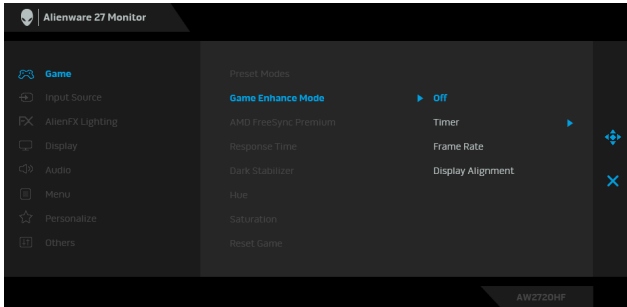 Alienware 27 Monitor
Game
Input Source
AlienFX Lighting
Display
Audio
Menu
Personalize
Others
Preset Modes
Game Enhance Mode
AMD FreeSync Premium
Response Time
Dark Stabilizer
Hue
Saturation
Reset Game
Off
Timer
Frame Rate
Display Alignment
AW2720HF